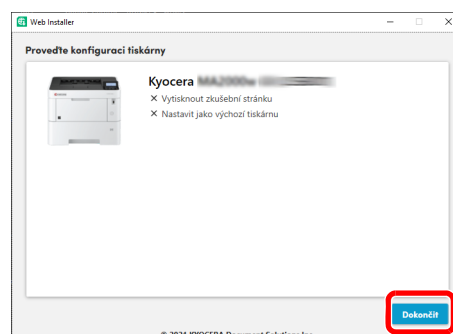 Web Installer
Proveďte konfiguraci tiskárny
Kyocera
Vytisknout zkušební stránku
Nastavit jako výchozí tiskárnu
Dokončit